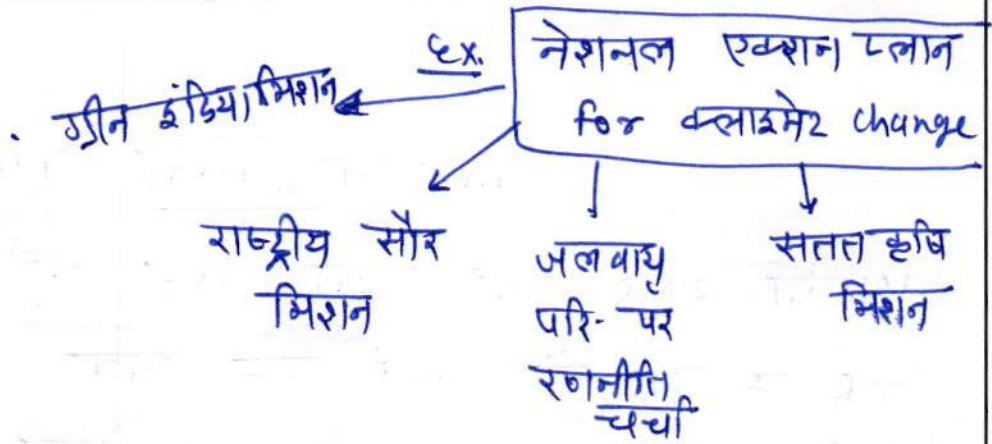 Ex.
नेशनल एक्शन प्लान
for क्लाइमेट change
ग्रीन इंडिया मिशन
राष्ट्रीय सौर
मिशन
जलवायु
परि- पर
रणनीति
चर्चा
सतत कृषि
मिशन